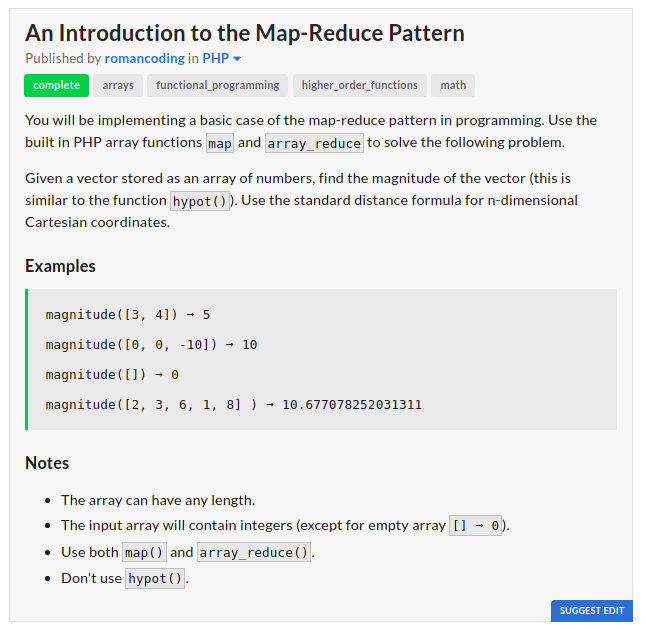 An Introduction to the Map-Reduce Pattern
Published by romancoding in PHP
complete arrays functional_programming higher_order_functions math
You will be implementing a basic case of the map-reduce pattern in programming. Use the
built in PHP array functions map and array_reduce to solve the following problem.
Given a vector stored as an array of numbers, find the magnitude of the vector (this is
similar to the function hypot()). Use the standard distance formula for n-dimensional
Cartesian coordinates.
Examples
magnitude([3, 4]) → 5
magnitude([0, 0, -10]) → 10
magnitude([]) → 0
magnitude([2, 3, 6, 1, 8] ) → 10.677078252031311
Notes
• The array can have any length.
• The input array will contain integers (except for empty array [] → 0).
• Use both map() and array_reduce().
• Don't use hypot().
SUGGEST EDIT